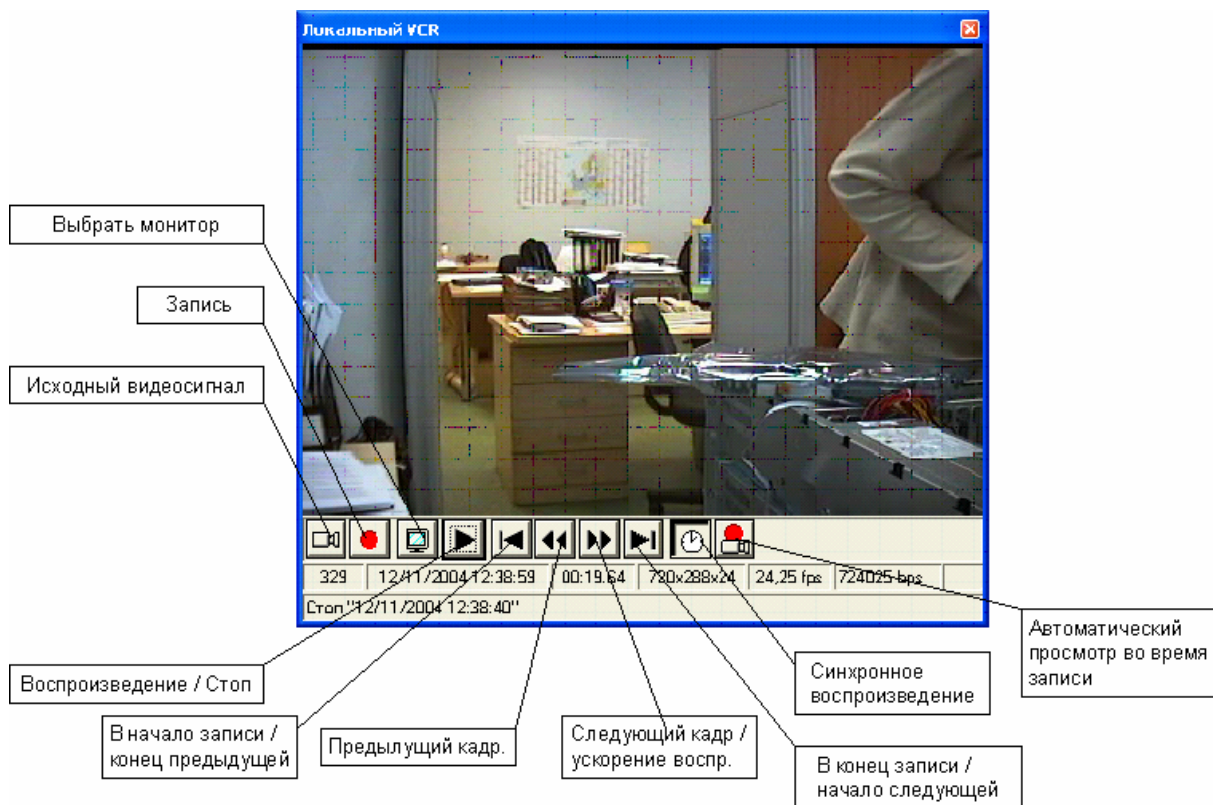 Локальный VCR
Выбрать монитор
Запись
Исходный видеосигнал
329 12/11/2004 12:38:59 00:19.64 720x288x24 24,25 fps 724025 bps
Стоп "12/11/2004 12:38:40"
Воспроизведение / Стоп
В начало записи /
конец предыдущей
Предылущий кадр.
Следующий кадр /
ускорение воспр.
В конец записи /
начало следующей
Синхронное
воспроизведение
Автоматический
просмотр во время
записи